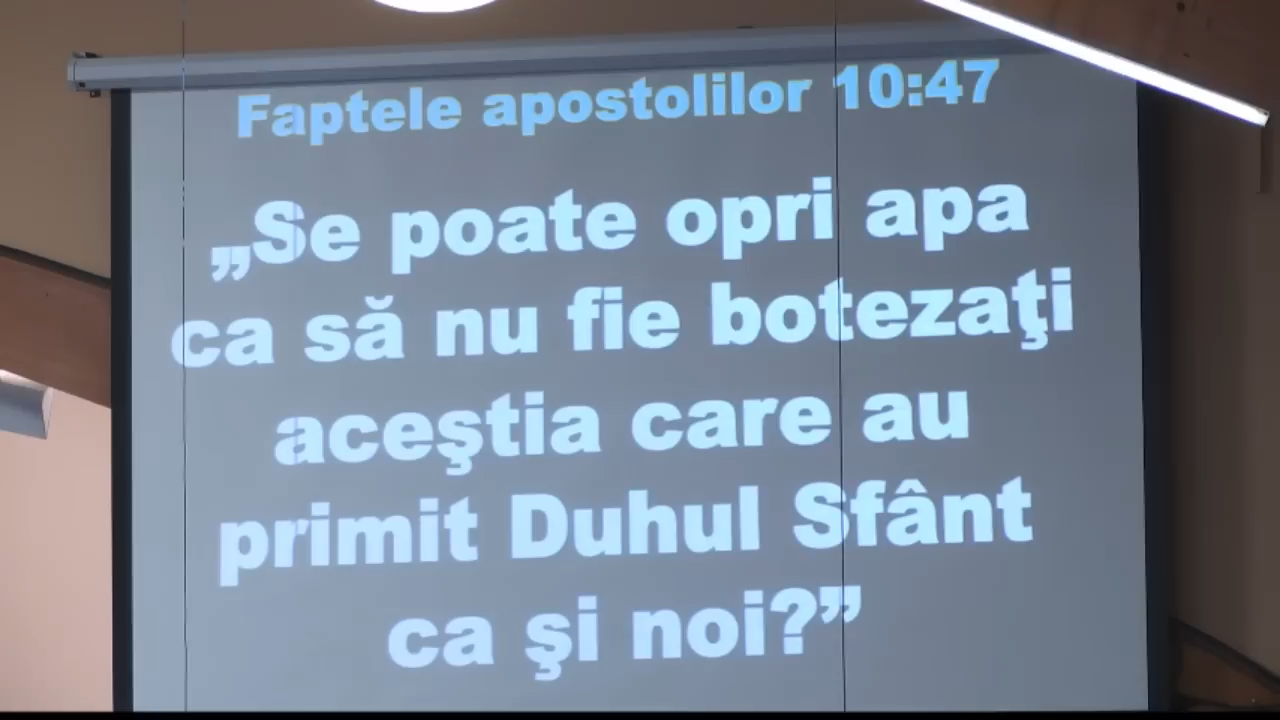 Faptele apostolilor 10:47
„Se poate opri apa
ca să nu fie botezaţi
aceştia care au
primit Duhul Sfânt
ca şi noi?”